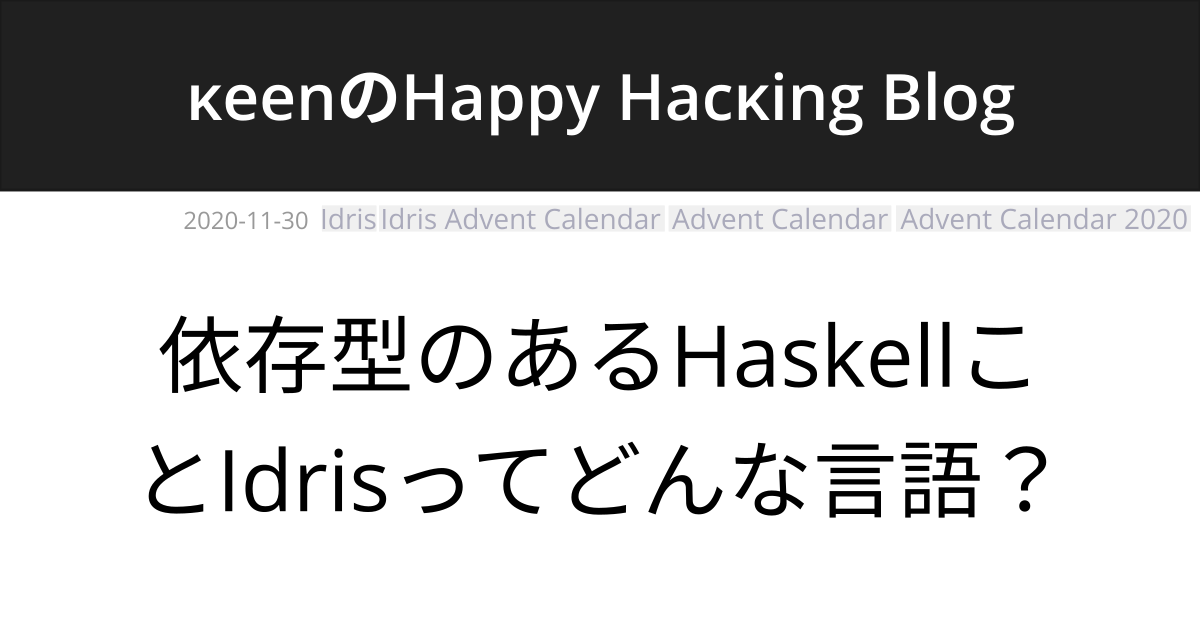 κeenのHappy Hacκing Blog
2020-11-30 Idris Idris Advent Calendar Advent Calendar Advent Calendar 2020
依存型のあるHaskellこ
とIdrisってどんな言語？